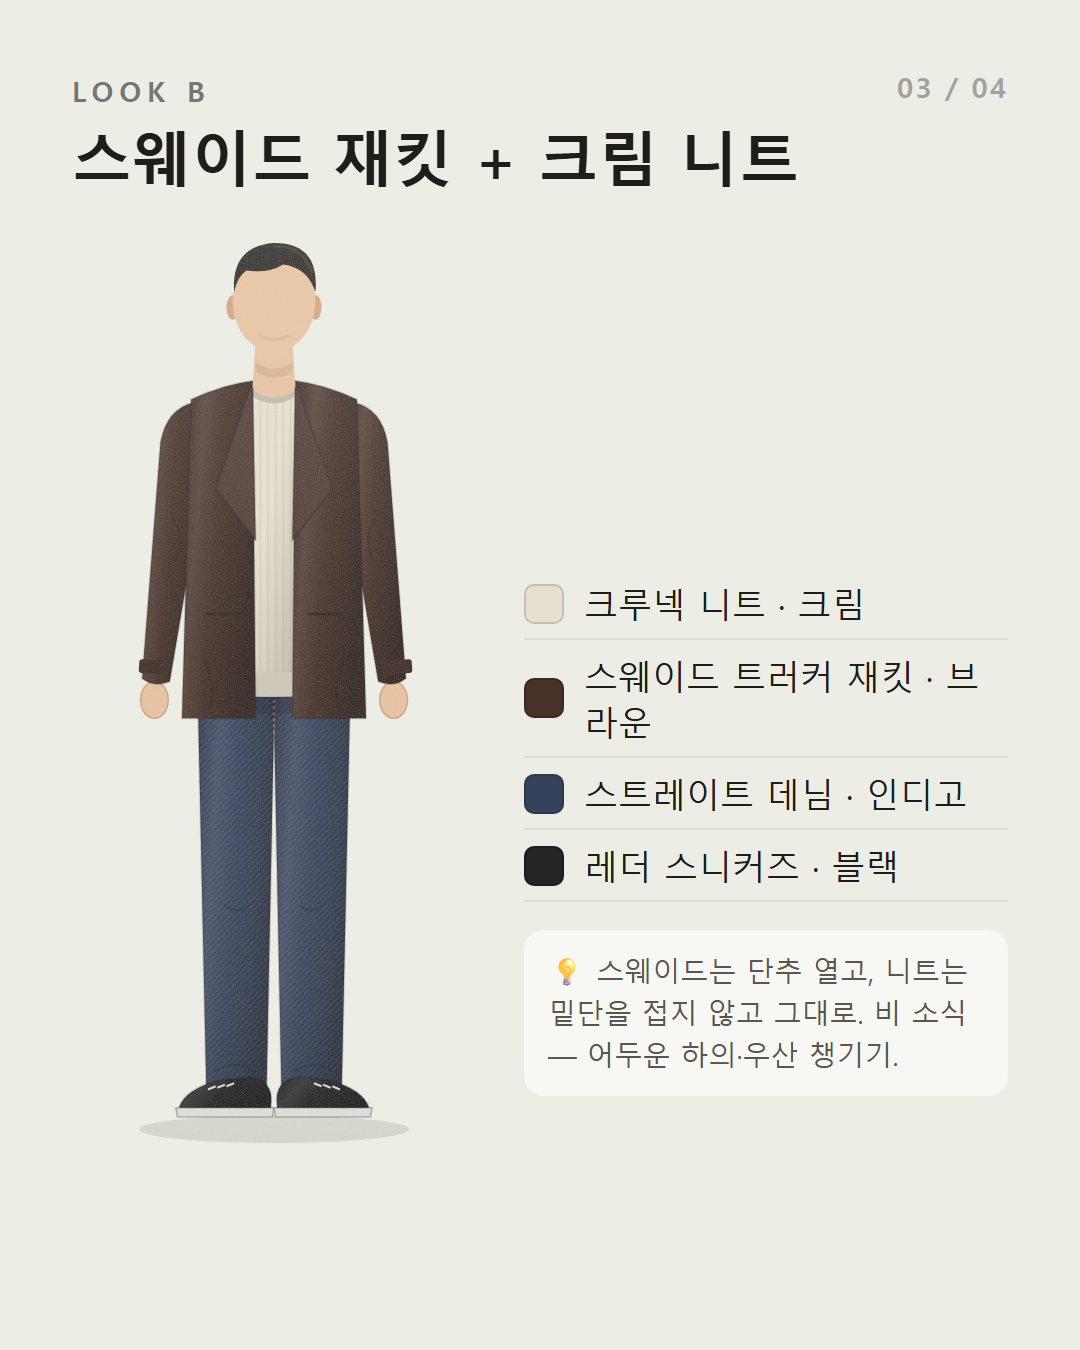 LOOK B
03 / 04
스웨이드 재킷 + 크림 니트
크루넥 니트 · 크림
스웨이드 트러커 재킷 · 브
라운
스트레이트 데님 · 인디고
레더 스니커즈 · 블랙
💡 스웨이드는 단추 열고, 니트는
밑단을 접지 않고 그대로. 비 소식
— 어두운 하의·우산 챙기기.